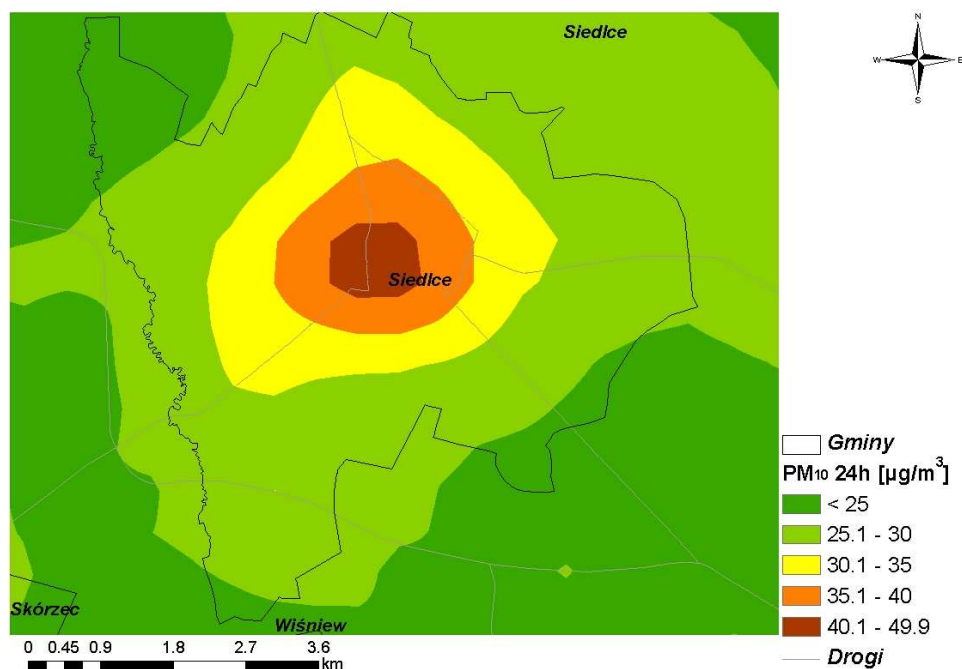 Siedlce
N
W E
S
Siedlce
Gminy
PM10 24h [µg/m³]
< 25
25.1 - 30
30.1 - 35
35.1 - 40
40.1 - 49.9
Drogi
Skórzec
Wiśniew
0 0.45 0.9 1.8 2.7 3.6
km